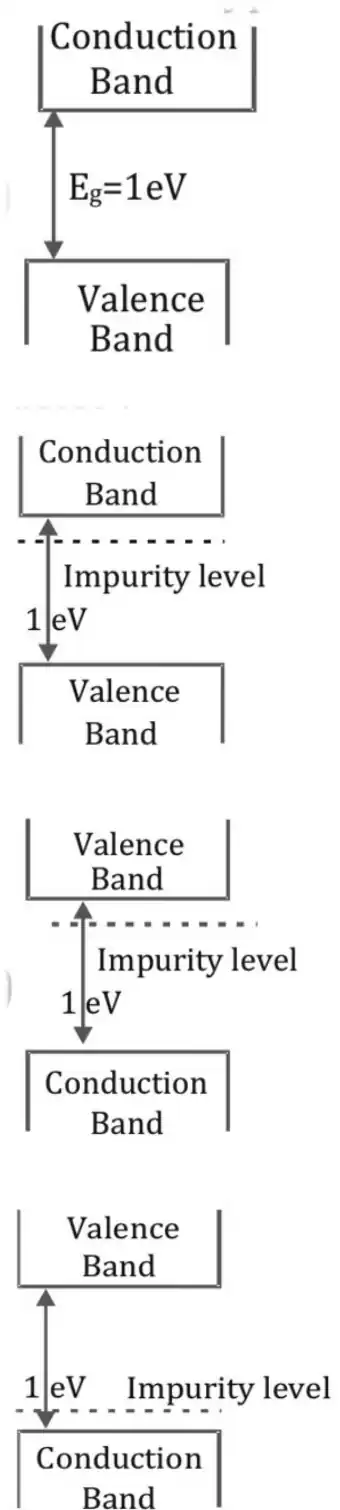 Conduction
Band
Eg=1eV
Valence
Band
Conduction
Band
Impurity level
1 eV
Valence
Band
Valence
Band
Impurity level
1 eV
Conduction
Band
Valence
Band
1 eV Impurity level
Conduction
Band